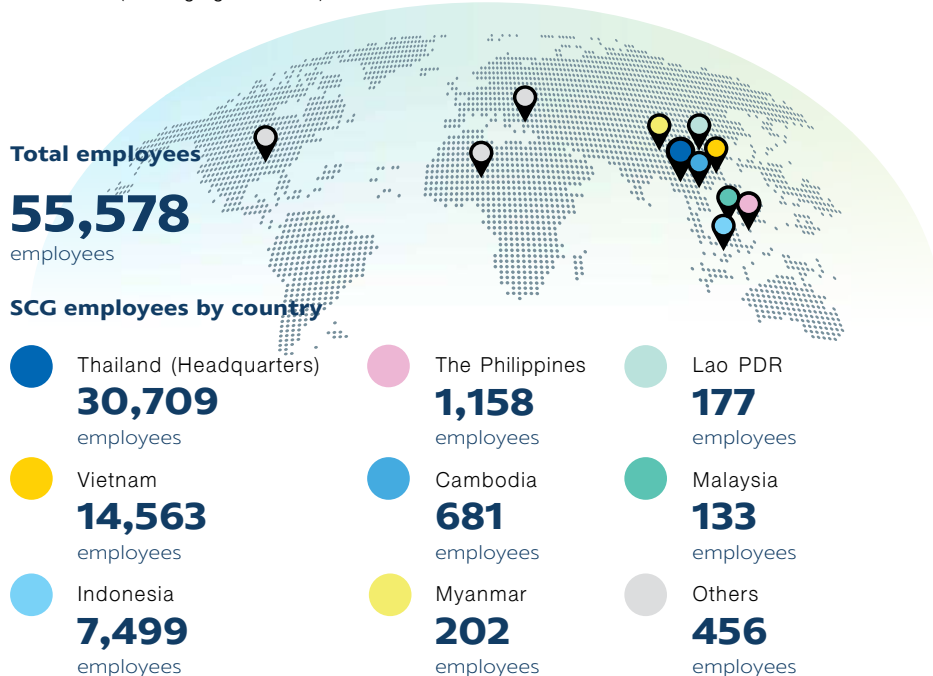 Total employees
55,578
employees
SCG employees by country
Thailand (Headquarters)
30,709
employees
The Philippines
1,158
employees
Lao PDR
177
employees
Vietnam
14,563
employees
Cambodia
681
employees
Malaysia
133
employees
Indonesia
7,499
employees
Myanmar
202
employees
Others
456
employees